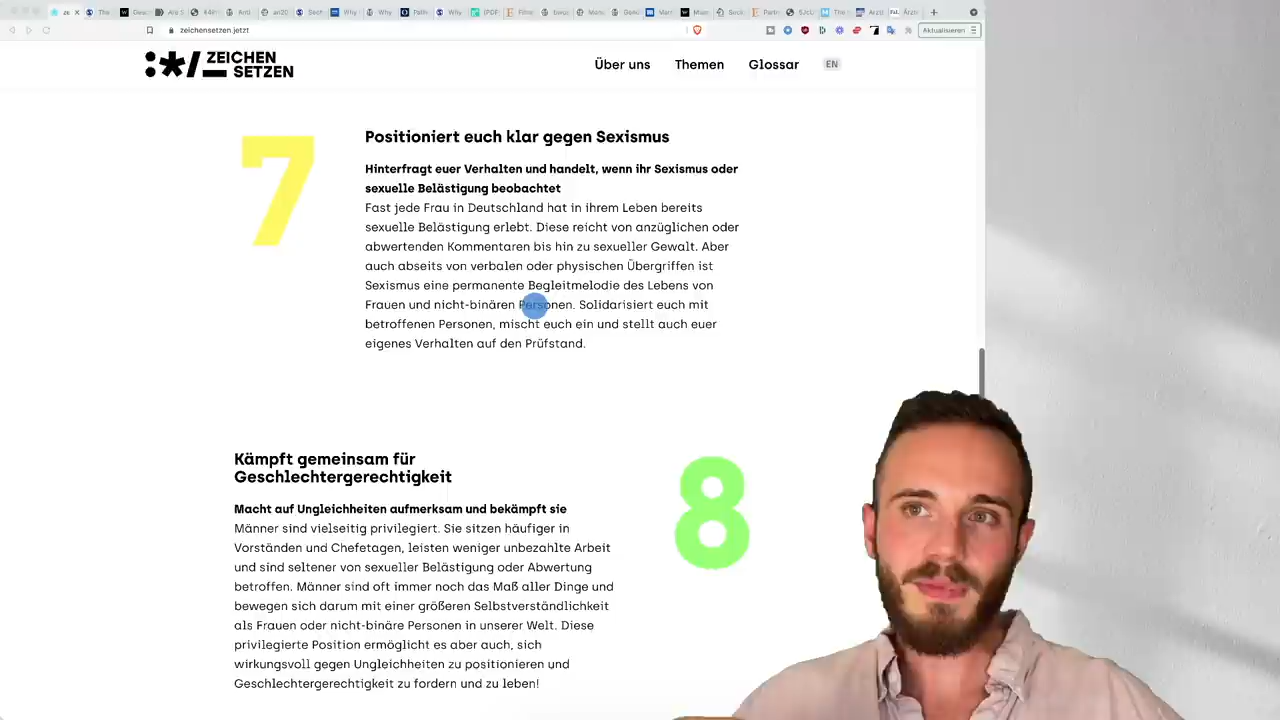 zeichensetzen.jetzt
Aktualisieren
:*/_ ZEICHEN
SETZEN
Über uns
Themen
Glossar
EN
7
Positioniert euch klar gegen Sexismus
Hinterfragt euer Verhalten und handelt, wenn ihr Sexismus oder
sexuelle Belästigung beobachtet
Fast jede Frau in Deutschland hat in ihrem Leben bereits
sexuelle Belästigung erlebt. Diese reicht von anzüglichen oder
abwertenden Kommentaren bis hin zu sexueller Gewalt. Aber
auch abseits von verbalen oder physischen Übergriffen ist
Sexismus eine permanente Begleitmelodie des Lebens von
Frauen und nicht-binären Personen. Solidarisiert euch mit
betroffenen Personen, mischt euch ein und stellt auch euer
eigenes Verhalten auf den Prüfstand.
Kämpft gemeinsam für
Geschlechtergerechtigkeit
Macht auf Ungleichheiten aufmerksam und bekämpft sie
Männer sind vielseitig privilegiert. Sie sitzen häufiger in
Vorständen und Chefetagen, leisten weniger unbezahlte Arbeit
und sind seltener von sexueller Belästigung oder Abwertung
betroffen. Männer sind oft immer noch das Maß aller Dinge und
bewegen sich darum mit einer größeren Selbstverständlichkeit
als Frauen oder nicht-binäre Personen in unserer Welt. Diese
privilegierte Position ermöglicht es aber auch, sich
wirkungsvoll gegen Ungleichheiten zu positionieren und
Geschlechtergerechtigkeit zu fordern und zu leben!
8